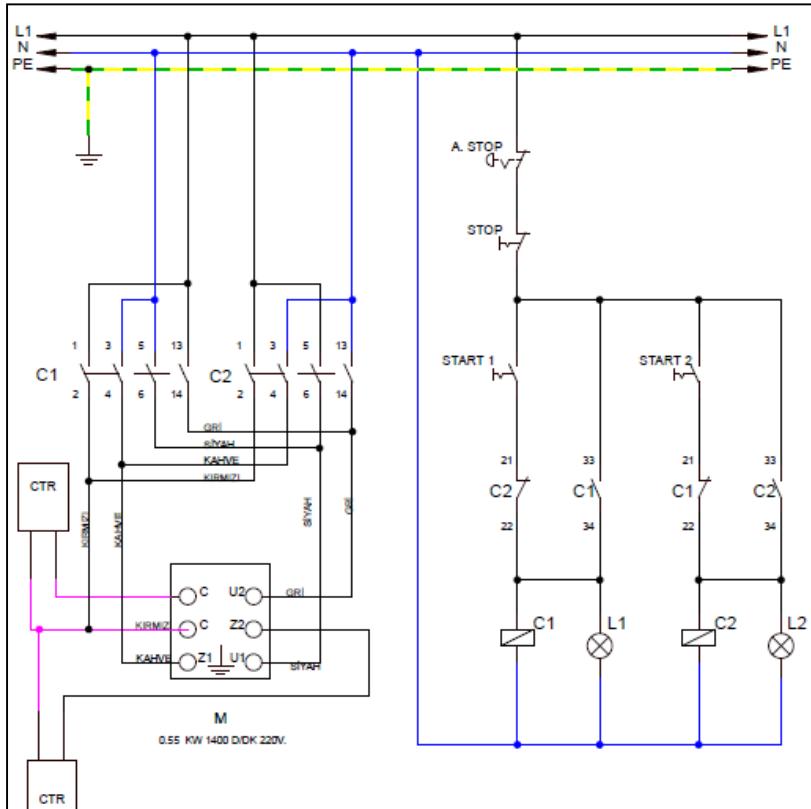 L1 L1
N N
PE PE
A. STOP
STOP
1 3 5 13 1 3 5 13
C1 C2
2 4 6 14 2 4 6 14
START 1 START 2
GRİ
SİYAH
KAHVE
KIRMIZI
21 33 21 33
C2 C1 C1 C2
22 34 22 34
CTR
KIRMIZI
KAHVE
SİYAH
GRİ
C U2 GRİ
KIRMIZI C Z2
KAHVE Z1 U1 SİYAH
C1 L1 C2 L2
M
0.55 KW 1400 D/DK 220V.
CTR